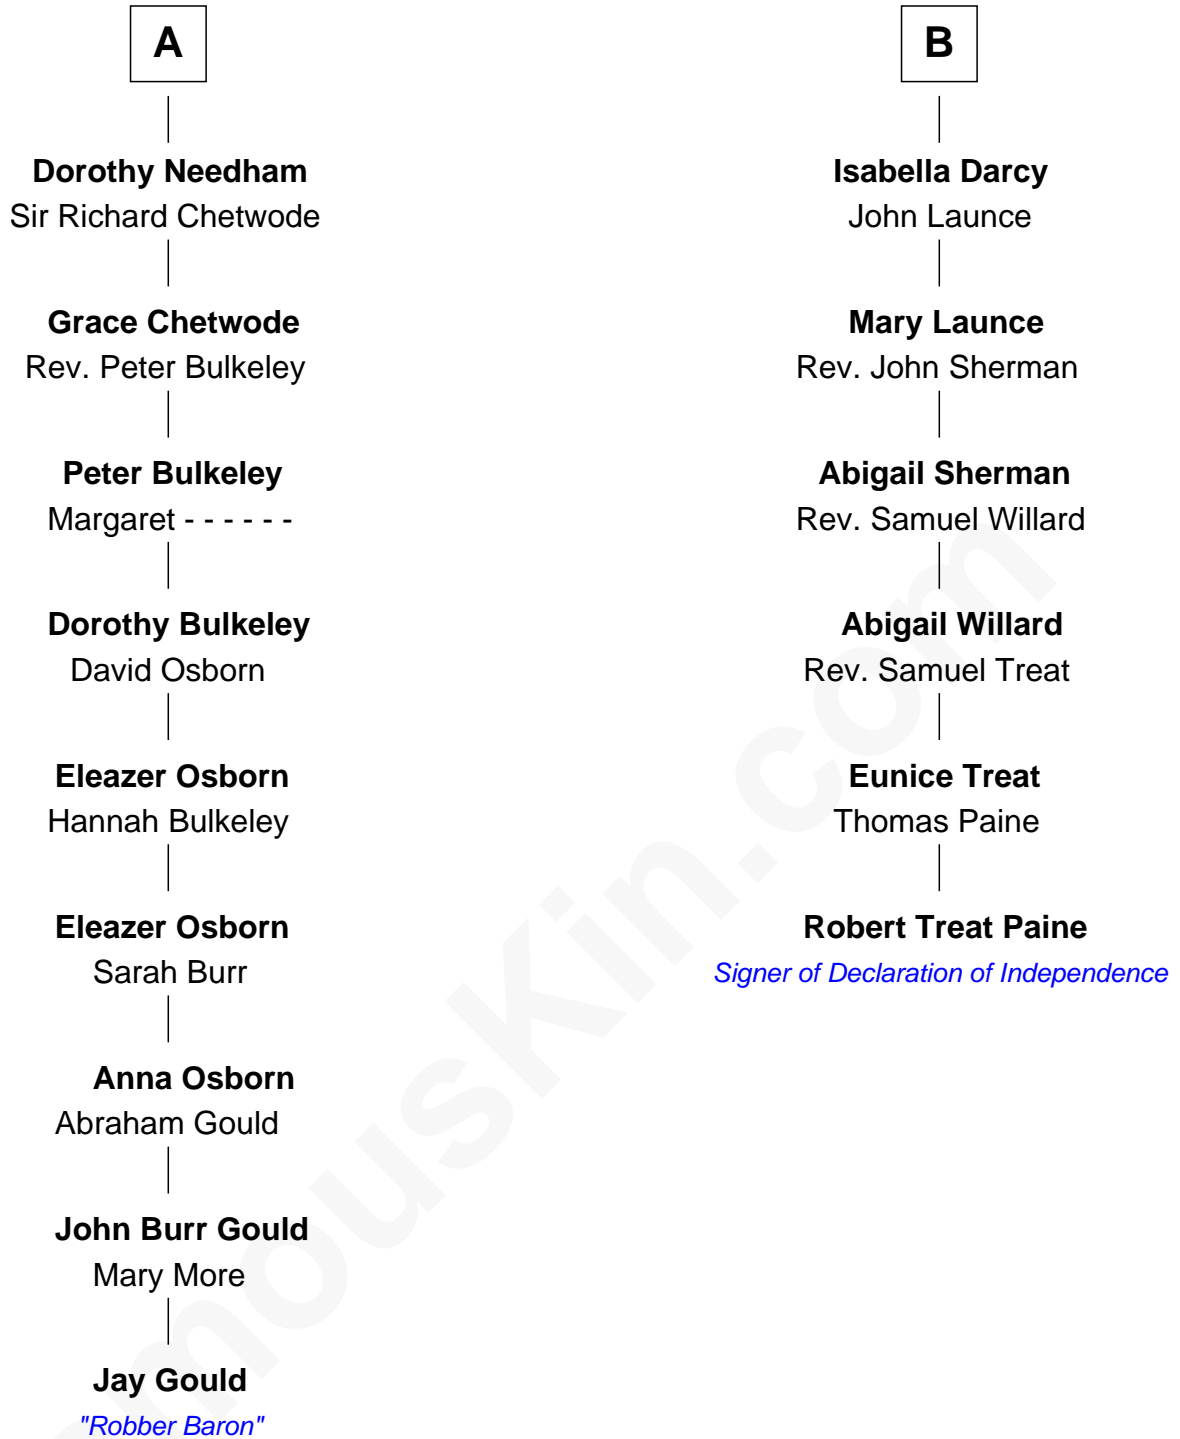 A
Dorothy Needham
Sir Richard Chetwode
Grace Chetwode
Rev. Peter Bulkeley
Peter Bulkeley
Margaret - - - - - -
Dorothy Bulkeley
David Osborn
Eleazer Osborn
Hannah Bulkeley
Eleazer Osborn
Sarah Burr
Anna Osborn
Abraham Gould
John Burr Gould
Mary More
Jay Gould
"Robber Baron"
B
Isabella Darcy
John Launce
Mary Launce
Rev. John Sherman
Abigail Sherman
Rev. Samuel Willard
Abigail Willard
Rev. Samuel Treat
Eunice Treat
Thomas Paine
Robert Treat Paine
Signer of Declaration of Independence
mousKin.com